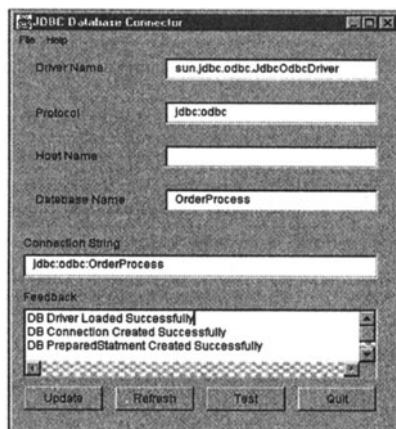 JDBC Database Connector
File Help
Driver Name
sun.jdbc.odbc.JdbcOdbcDriver
Protocol
jdbc:odbc
Host Name
Database Name
OrderProcess
Connection String
jdbc:odbc:OrderProcess
Feedback
DB Driver Loaded Successfully
DB Connection Created Successfully
DB PreparedStatment Created Successfully
Update Refresh Test Quit